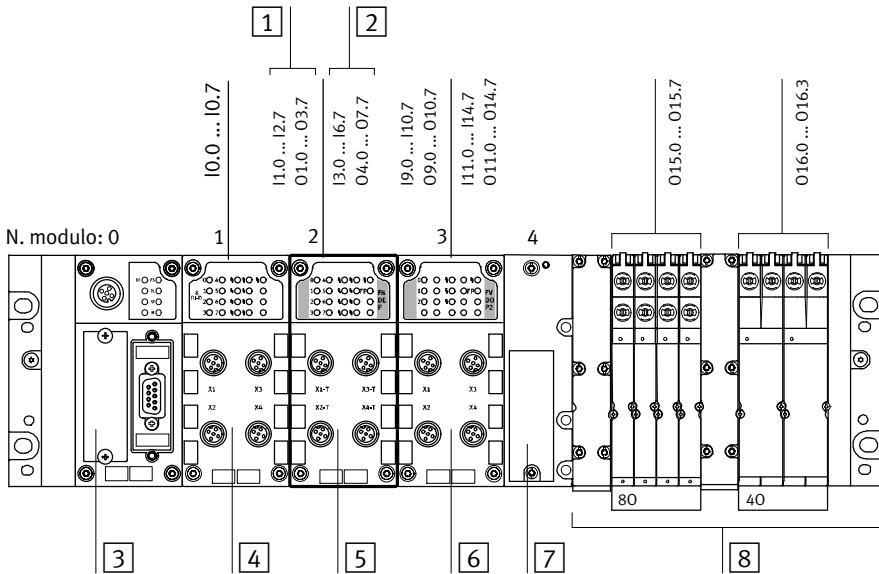 1 2
I0.0 ... I0.7
I1.0 ... I2.7
O1.0 ... O3.7
I3.0 ... I6.7
O4.0 ... O7.7
I9.0 ... I10.7
O9.0 ... O10.7
I11.0 ... I14.7
O11.0 ... O14.7
O15.0 ... O15.7
O16.0 ... O16.3
N. modulo: 0 1 2 3 4
X1 X3 X1-T X3-T X1 X3
X2 X4 X2-T X4-T X2 X4
8O 4O
3 4 5 6 7 8